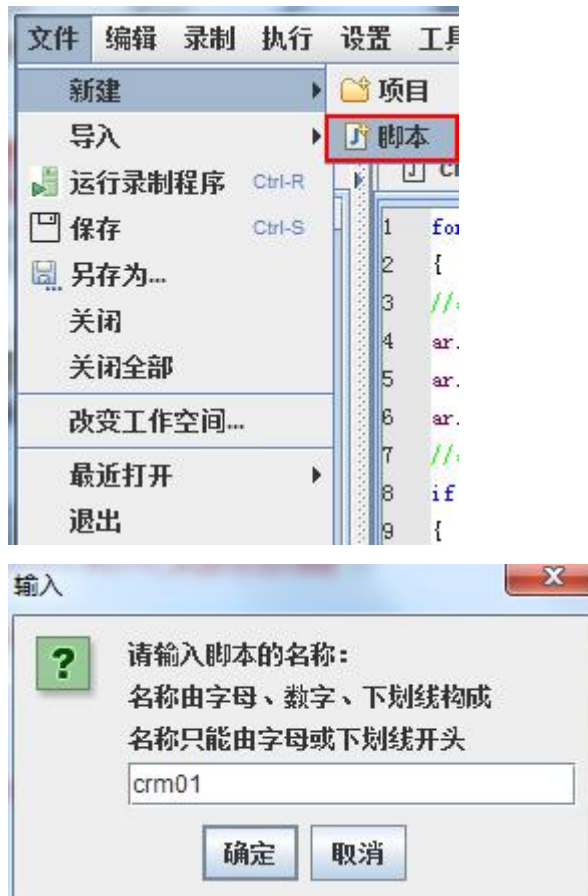 文件 编辑 录制 执行 设置
新建 项目
导入 脚本
运行录制程序 Ctrl-R
保存 Ctrl-S 1
另存为... 2 {
关闭 3 //
关闭全部 4 ar.
5 ar.
改变工作空间... 6 ar.
7 //
最近打开 8 if
退出 9 {
输入
请输入脚本的名称：
名称由字母、数字、下划线构成
名称只能由字母或下划线开头
crm01
确定 取消